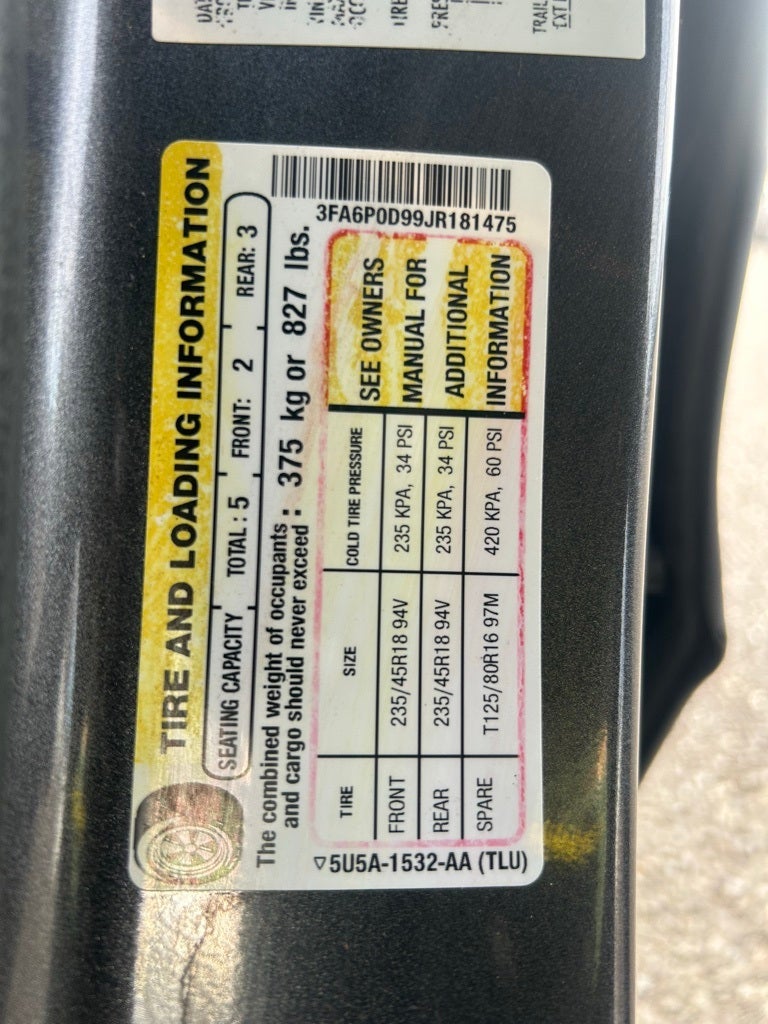 TIRE AND LOADING INFORMATION
SEATING CAPACITY TOTAL : 5 FRONT: 2 REAR: 3
The combined weight of occupants
and cargo should never exceed : 375 kg or 827 lbs.
3FA6P0D99JR181475
TIRE SIZE COLD TIRE PRESSURE
FRONT 235/45R18 94V 235 KPA, 34 PSI
REAR 235/45R18 94V 235 KPA, 34 PSI
SPARE T125/80R16 97M 420 KPA, 60 PSI
SEE OWNERS
MANUAL FOR
ADDITIONAL
INFORMATION
▽5U5A-1532-AA (TLU)
TRAIL